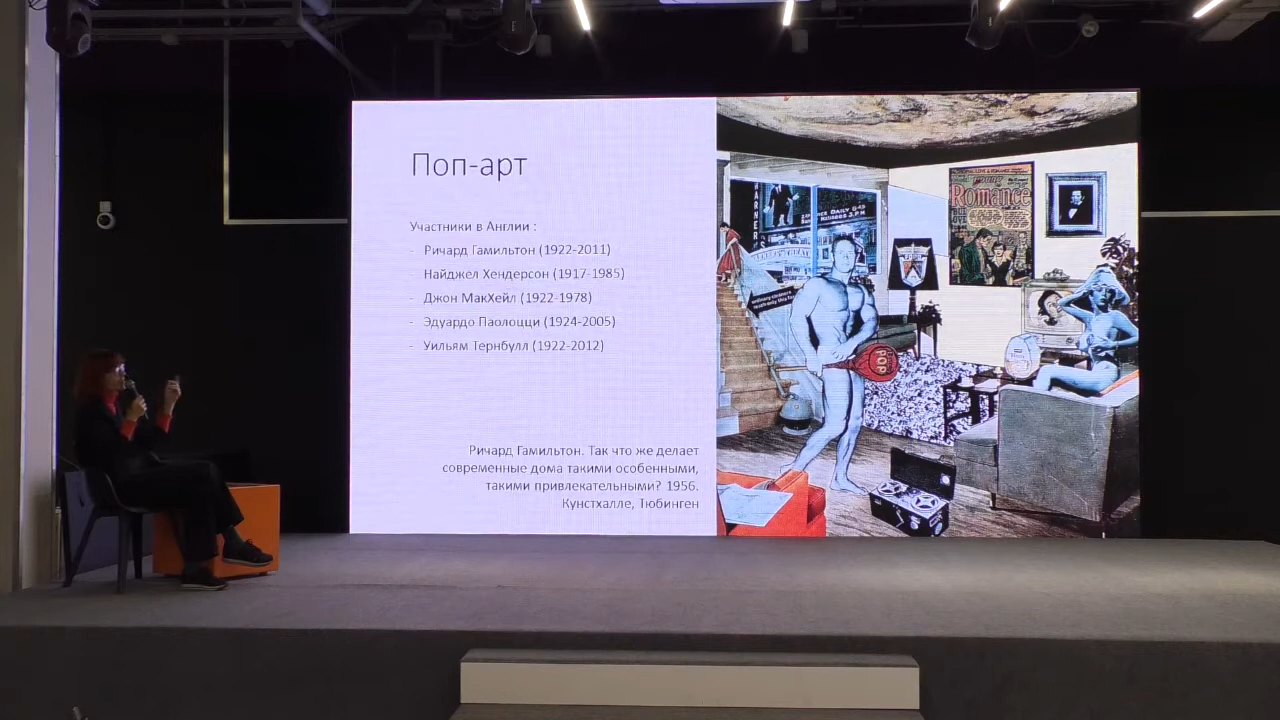 Поп-арт
Участники в Англии :
- Ричард Гамильтон (1922-2011)
- Найджел Хендерсон (1917-1985)
- Джон МакХейл (1922-1978)
- Эдуардо Паолоцци (1924-2005)
- Уильям Тернбулл (1922-2012)
Ричард Гамильтон. Так что же делает
современные дома такими особенными,
такими привлекательными? 1956.
Кунстхалле, Тюбинген
Romance
POP